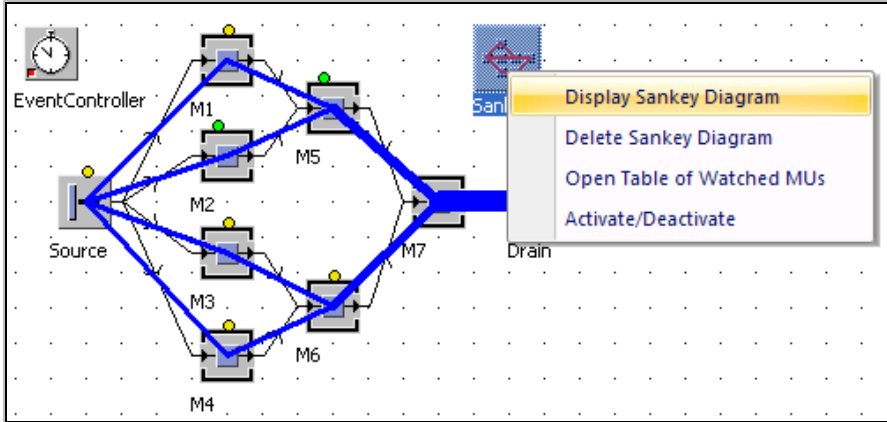 EventController
M1
San
Display Sankey Diagram
Delete Sankey Diagram
Open Table of Watched MUs
Activate/Deactivate
M5
M2
Source
M7
Drain
M3
M6
M4